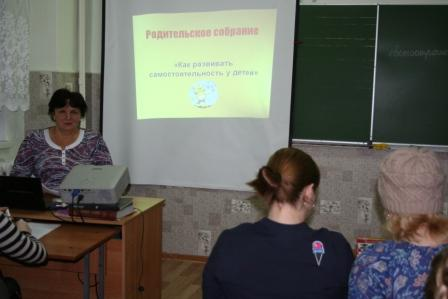 Родительское собрание
«Как развивать
самостоятельность у детей»